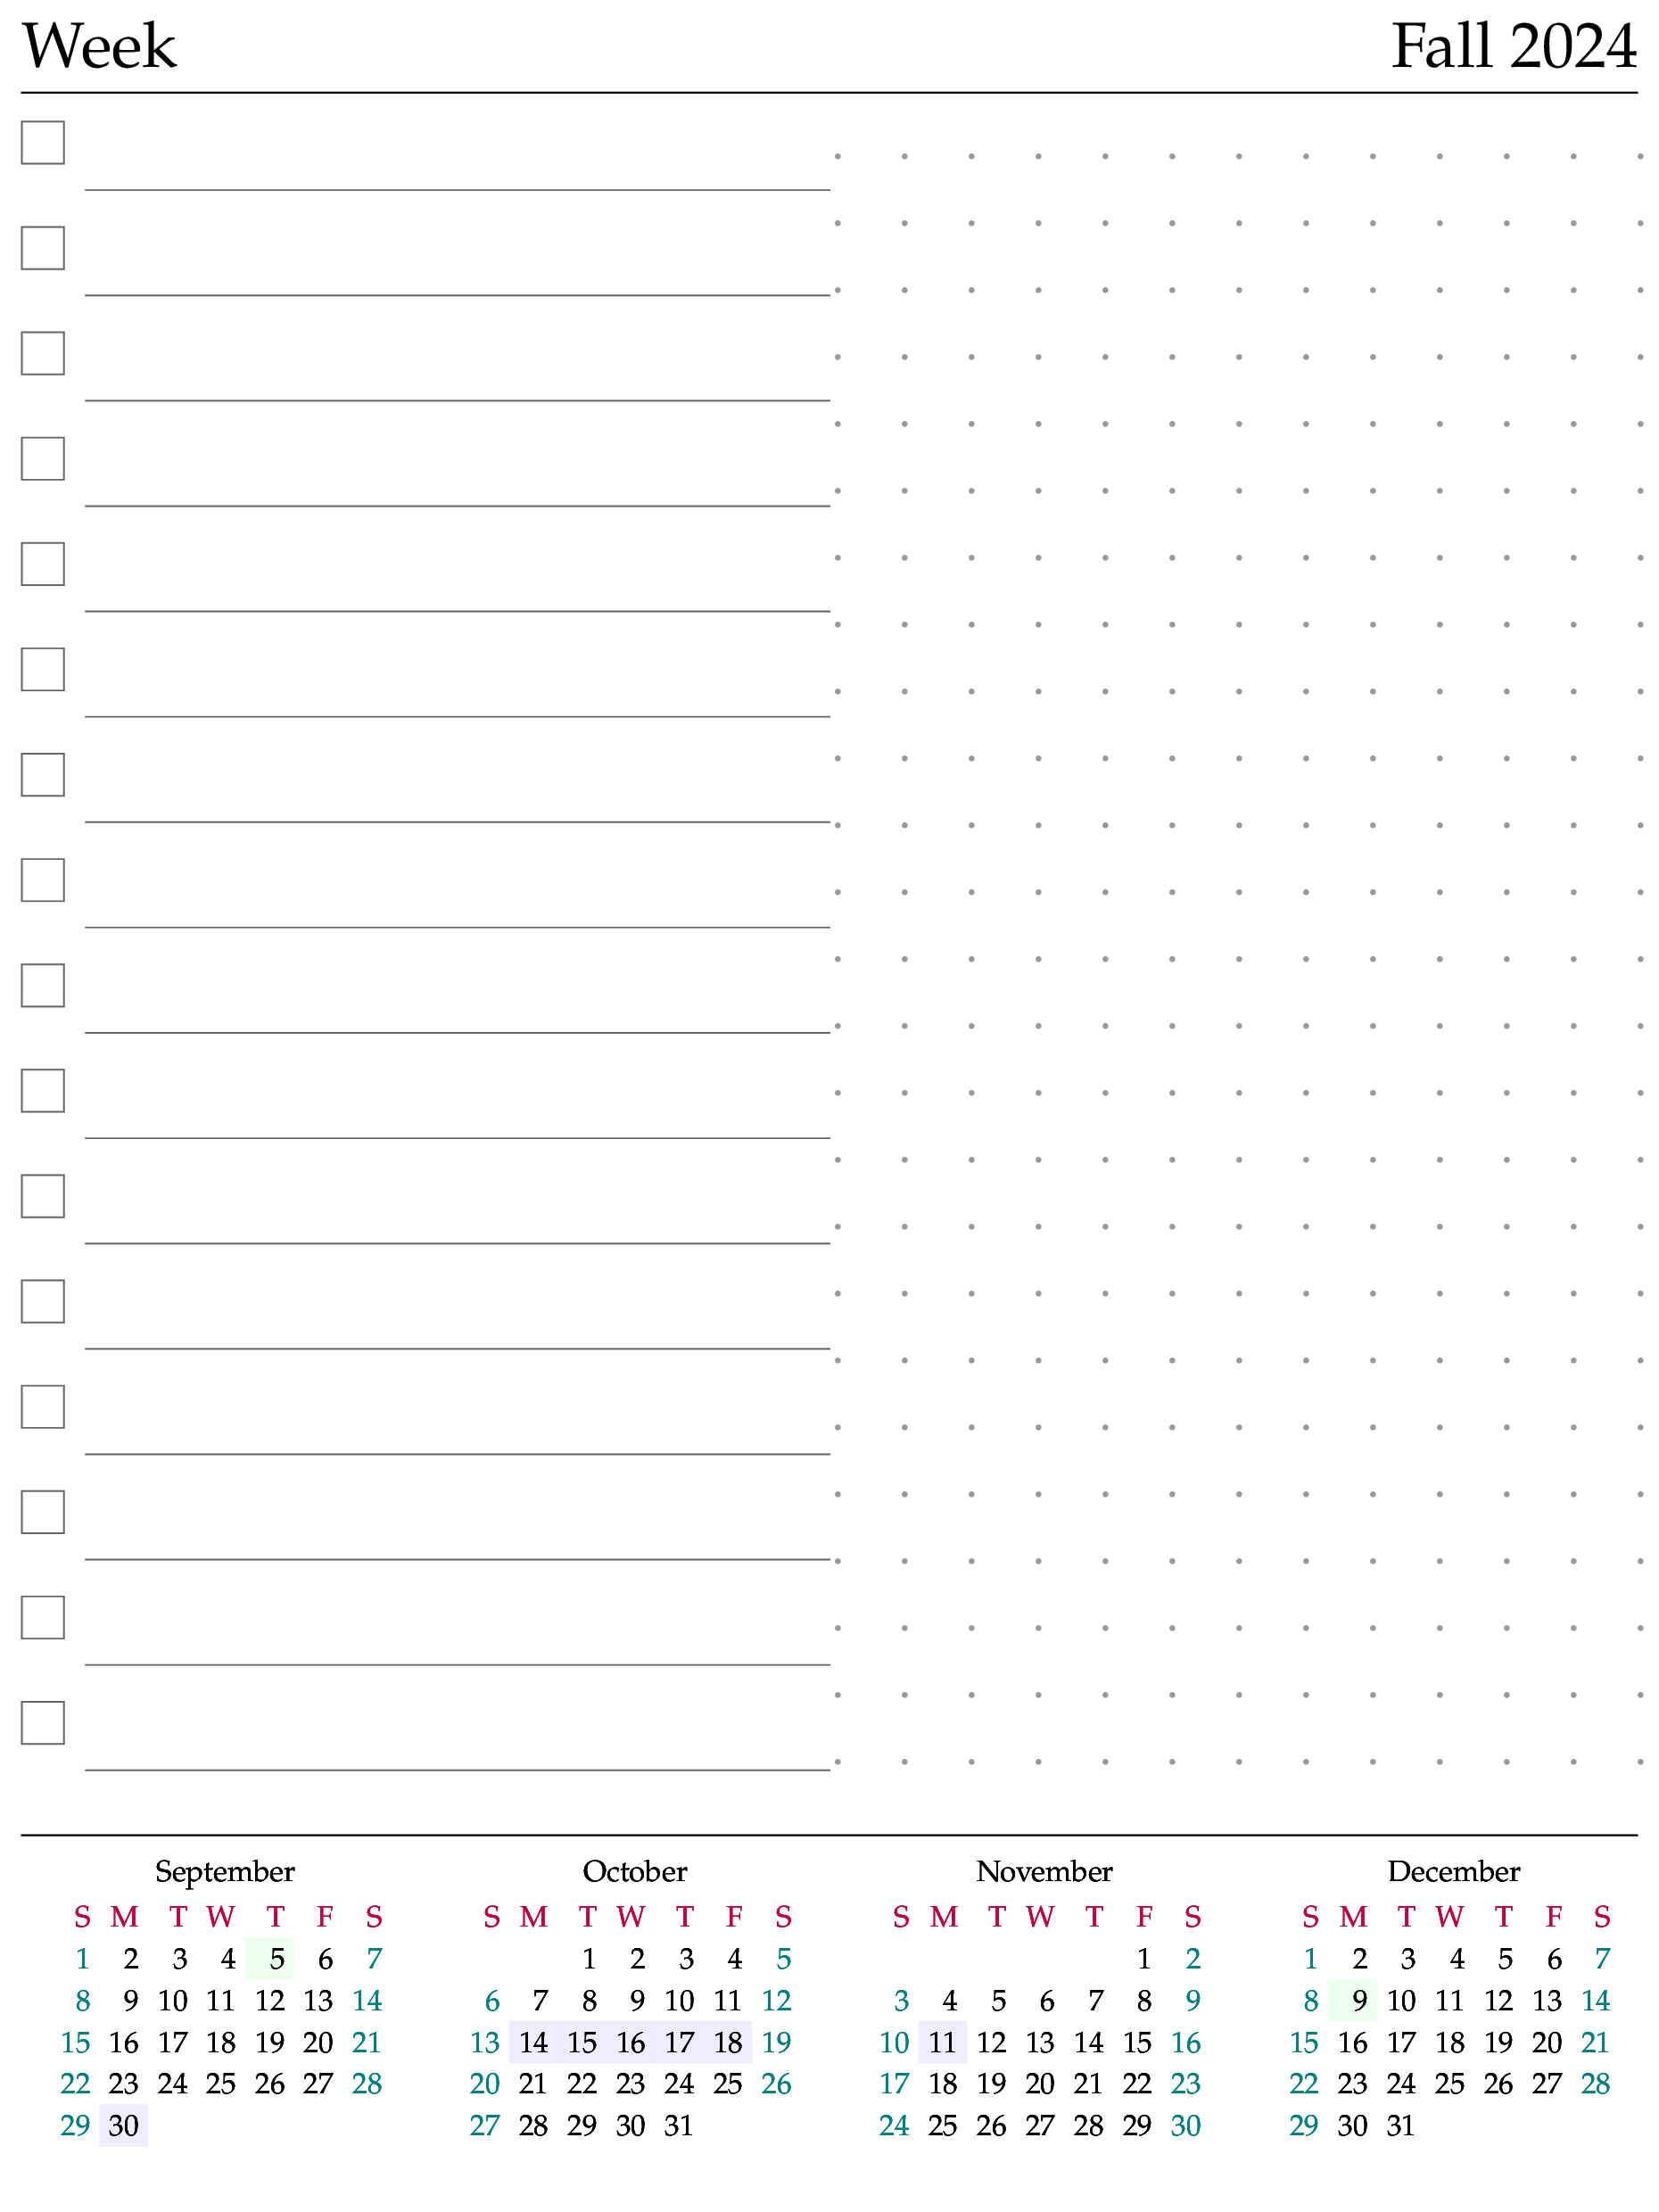 Week Fall 2024
September October November December
S M T W T F S S M T W T F S S M T W T F S S M T W T F S
1 2 3 4 5 6 7 1 2 3 4 5 1 2 1 2 3 4 5 6 7
8 9 10 11 12 13 14 6 7 8 9 10 11 12 3 4 5 6 7 8 9 8 9 10 11 12 13 14
15 16 17 18 19 20 21 13 14 15 16 17 18 19 10 11 12 13 14 15 16 15 16 17 18 19 20 21
22 23 24 25 26 27 28 20 21 22 23 24 25 26 17 18 19 20 21 22 23 22 23 24 25 26 27 28
29 30 27 28 29 30 31 24 25 26 27 28 29 30 29 30 31